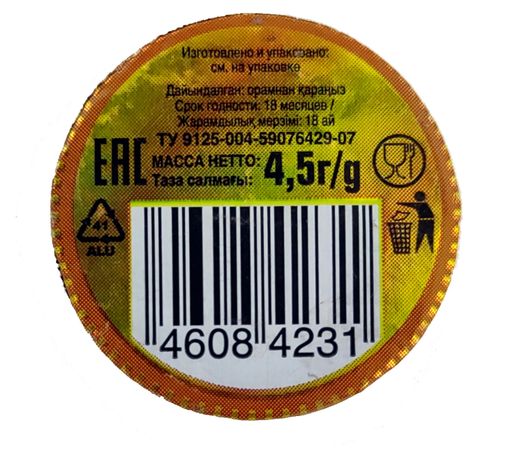 Изготовлено и упаковано:
см. на упаковке
Дайындалған: орамнан қараңыз
Срок годности: 18 месяцев /
Жарамдылық мерзімі: 18 ай
ТУ 9125-004-59076429-07
EAC МАССА НЕТТО: 4,5г/g
Таза салмағы:
41
ALU
4608 4231